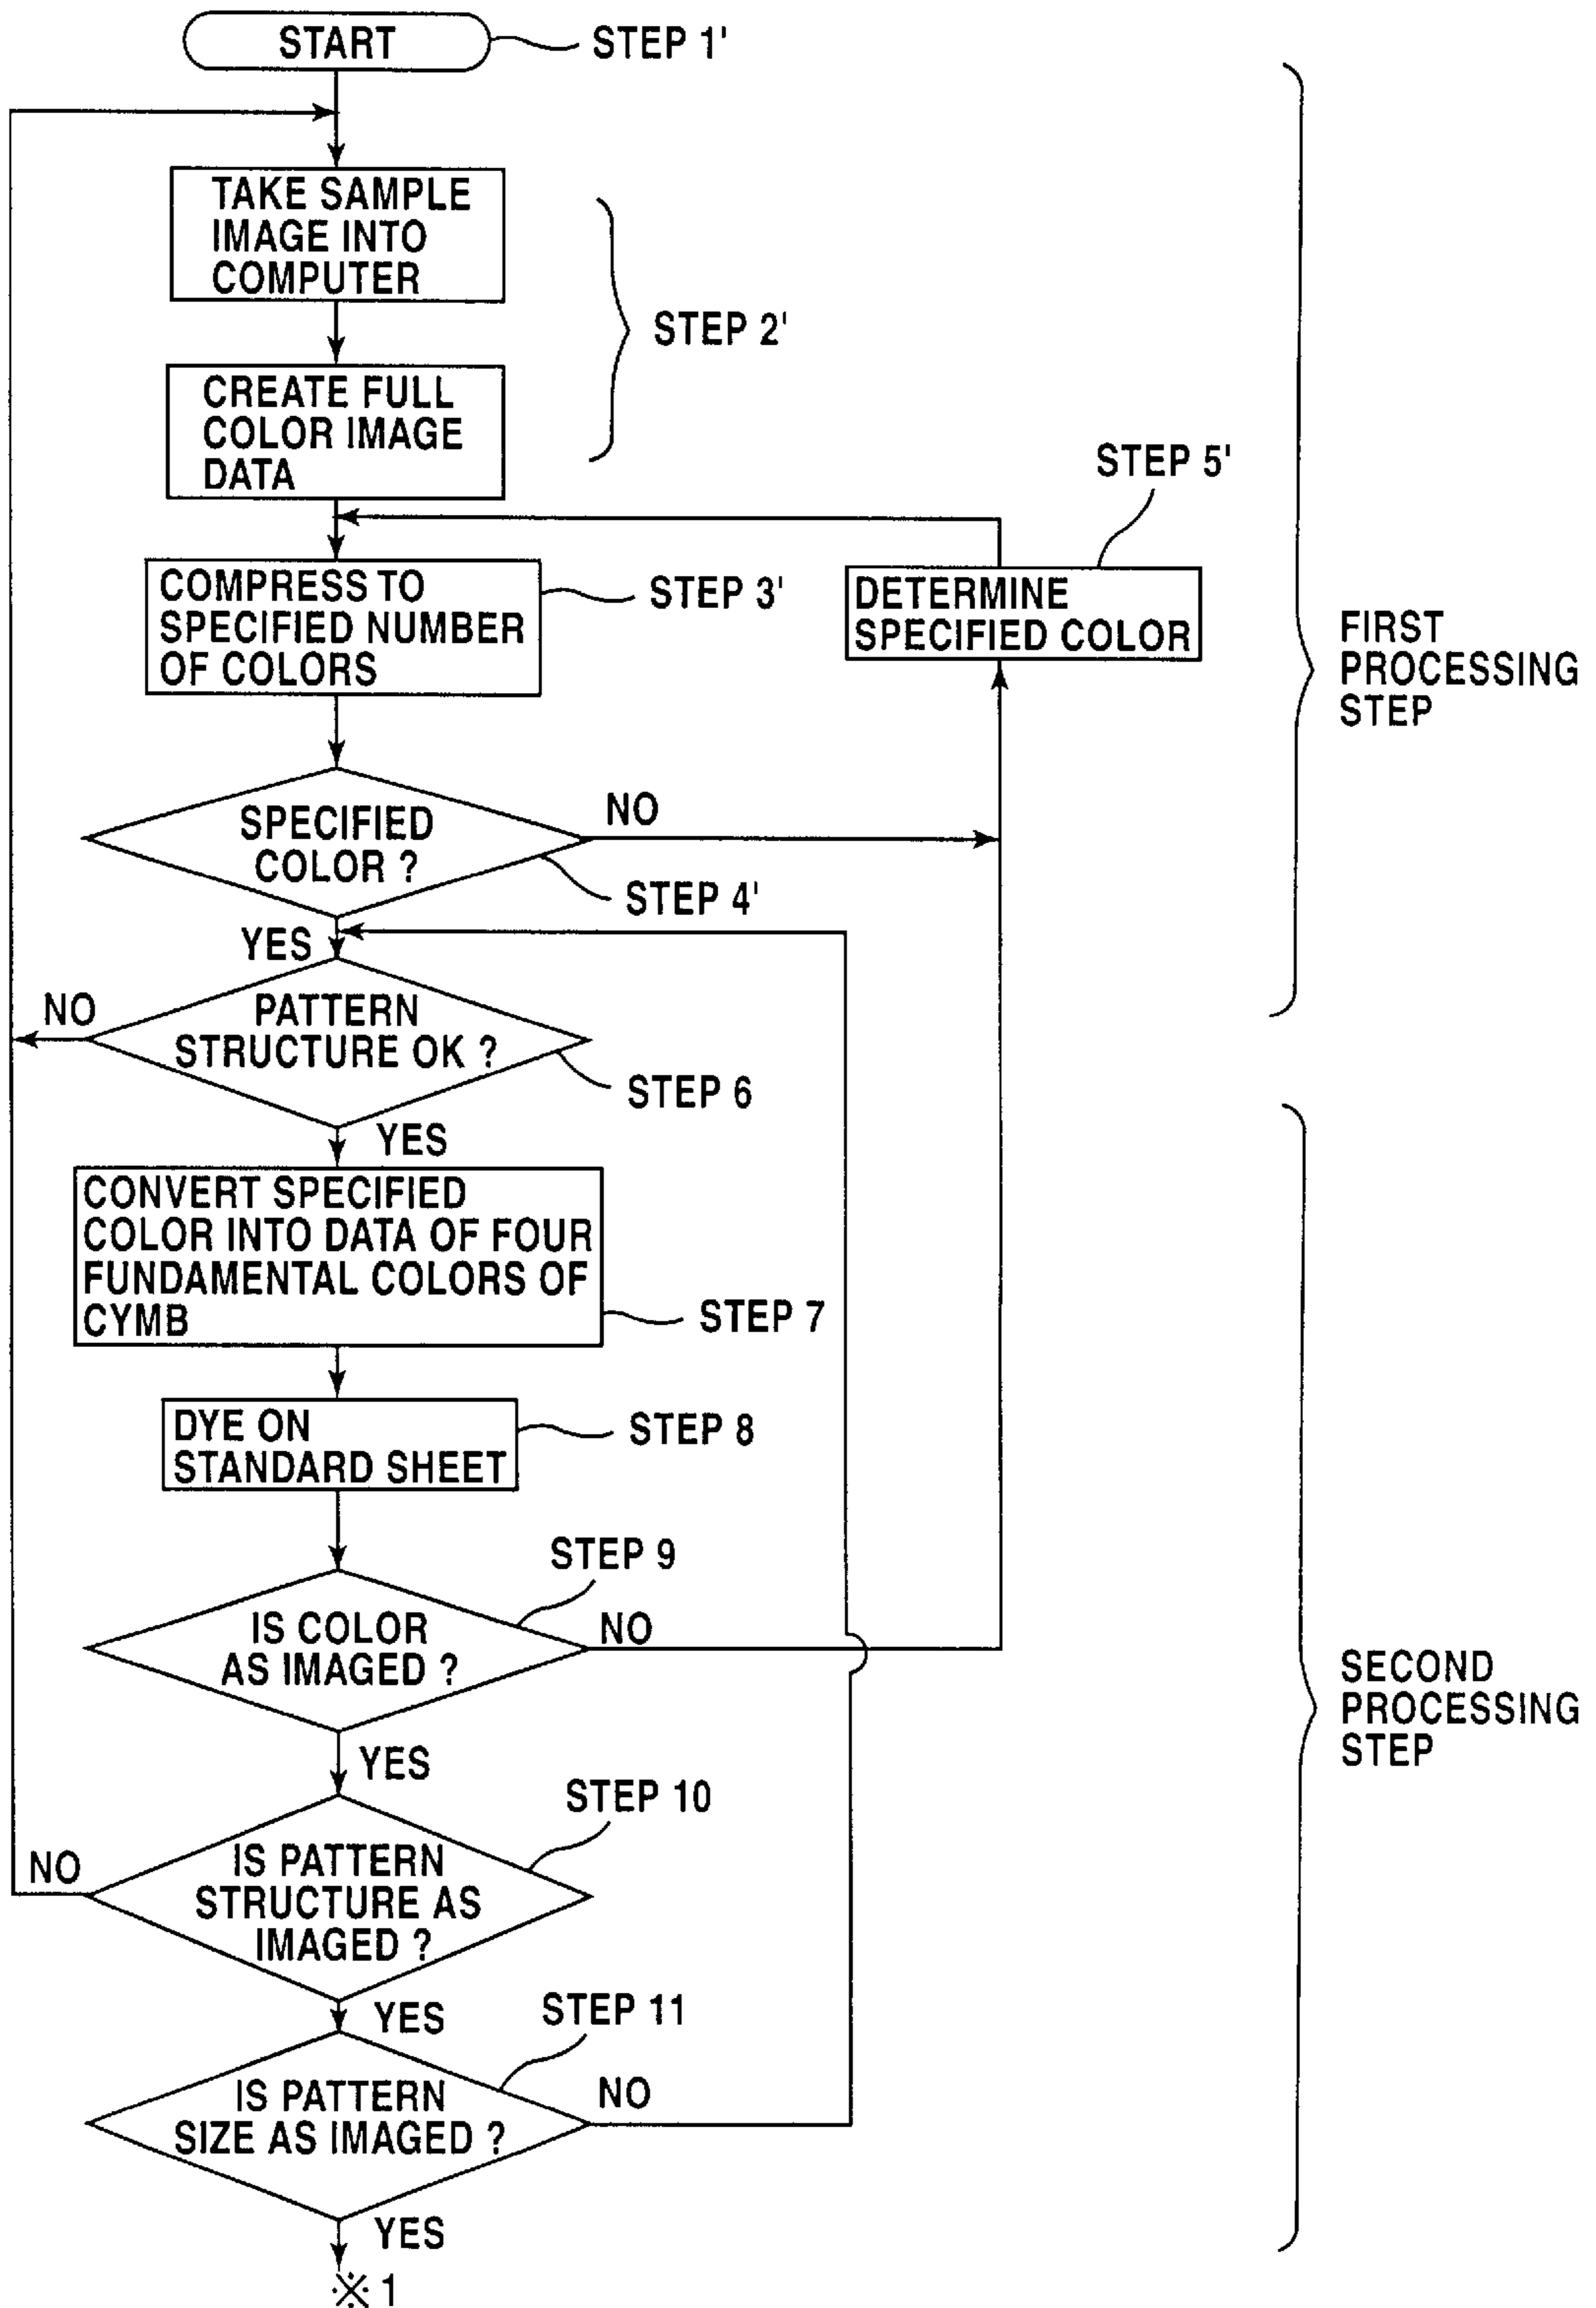 START
STEP 1'
TAKE SAMPLE
IMAGE INTO
COMPUTER
STEP 2'
CREATE FULL
COLOR IMAGE
DATA
STEP 5'
COMPRESS TO
SPECIFIED NUMBER
OF COLORS
STEP 3'
DETERMINE
SPECIFIED COLOR
FIRST
PROCESSING
STEP
SPECIFIED
COLOR ?
NO
STEP 4'
YES
PATTERN
STRUCTURE OK ?
NO
STEP 6
YES
CONVERT SPECIFIED
COLOR INTO DATA OF FOUR
FUNDAMENTAL COLORS OF
CYMB
STEP 7
DYE ON
STANDARD SHEET
STEP 8
STEP 9
IS COLOR
AS IMAGED ?
NO
SECOND
PROCESSING
STEP
YES
STEP 10
NO
IS PATTERN
STRUCTURE AS
IMAGED ?
YES
STEP 11
IS PATTERN
SIZE AS IMAGED ?
NO
YES
※1